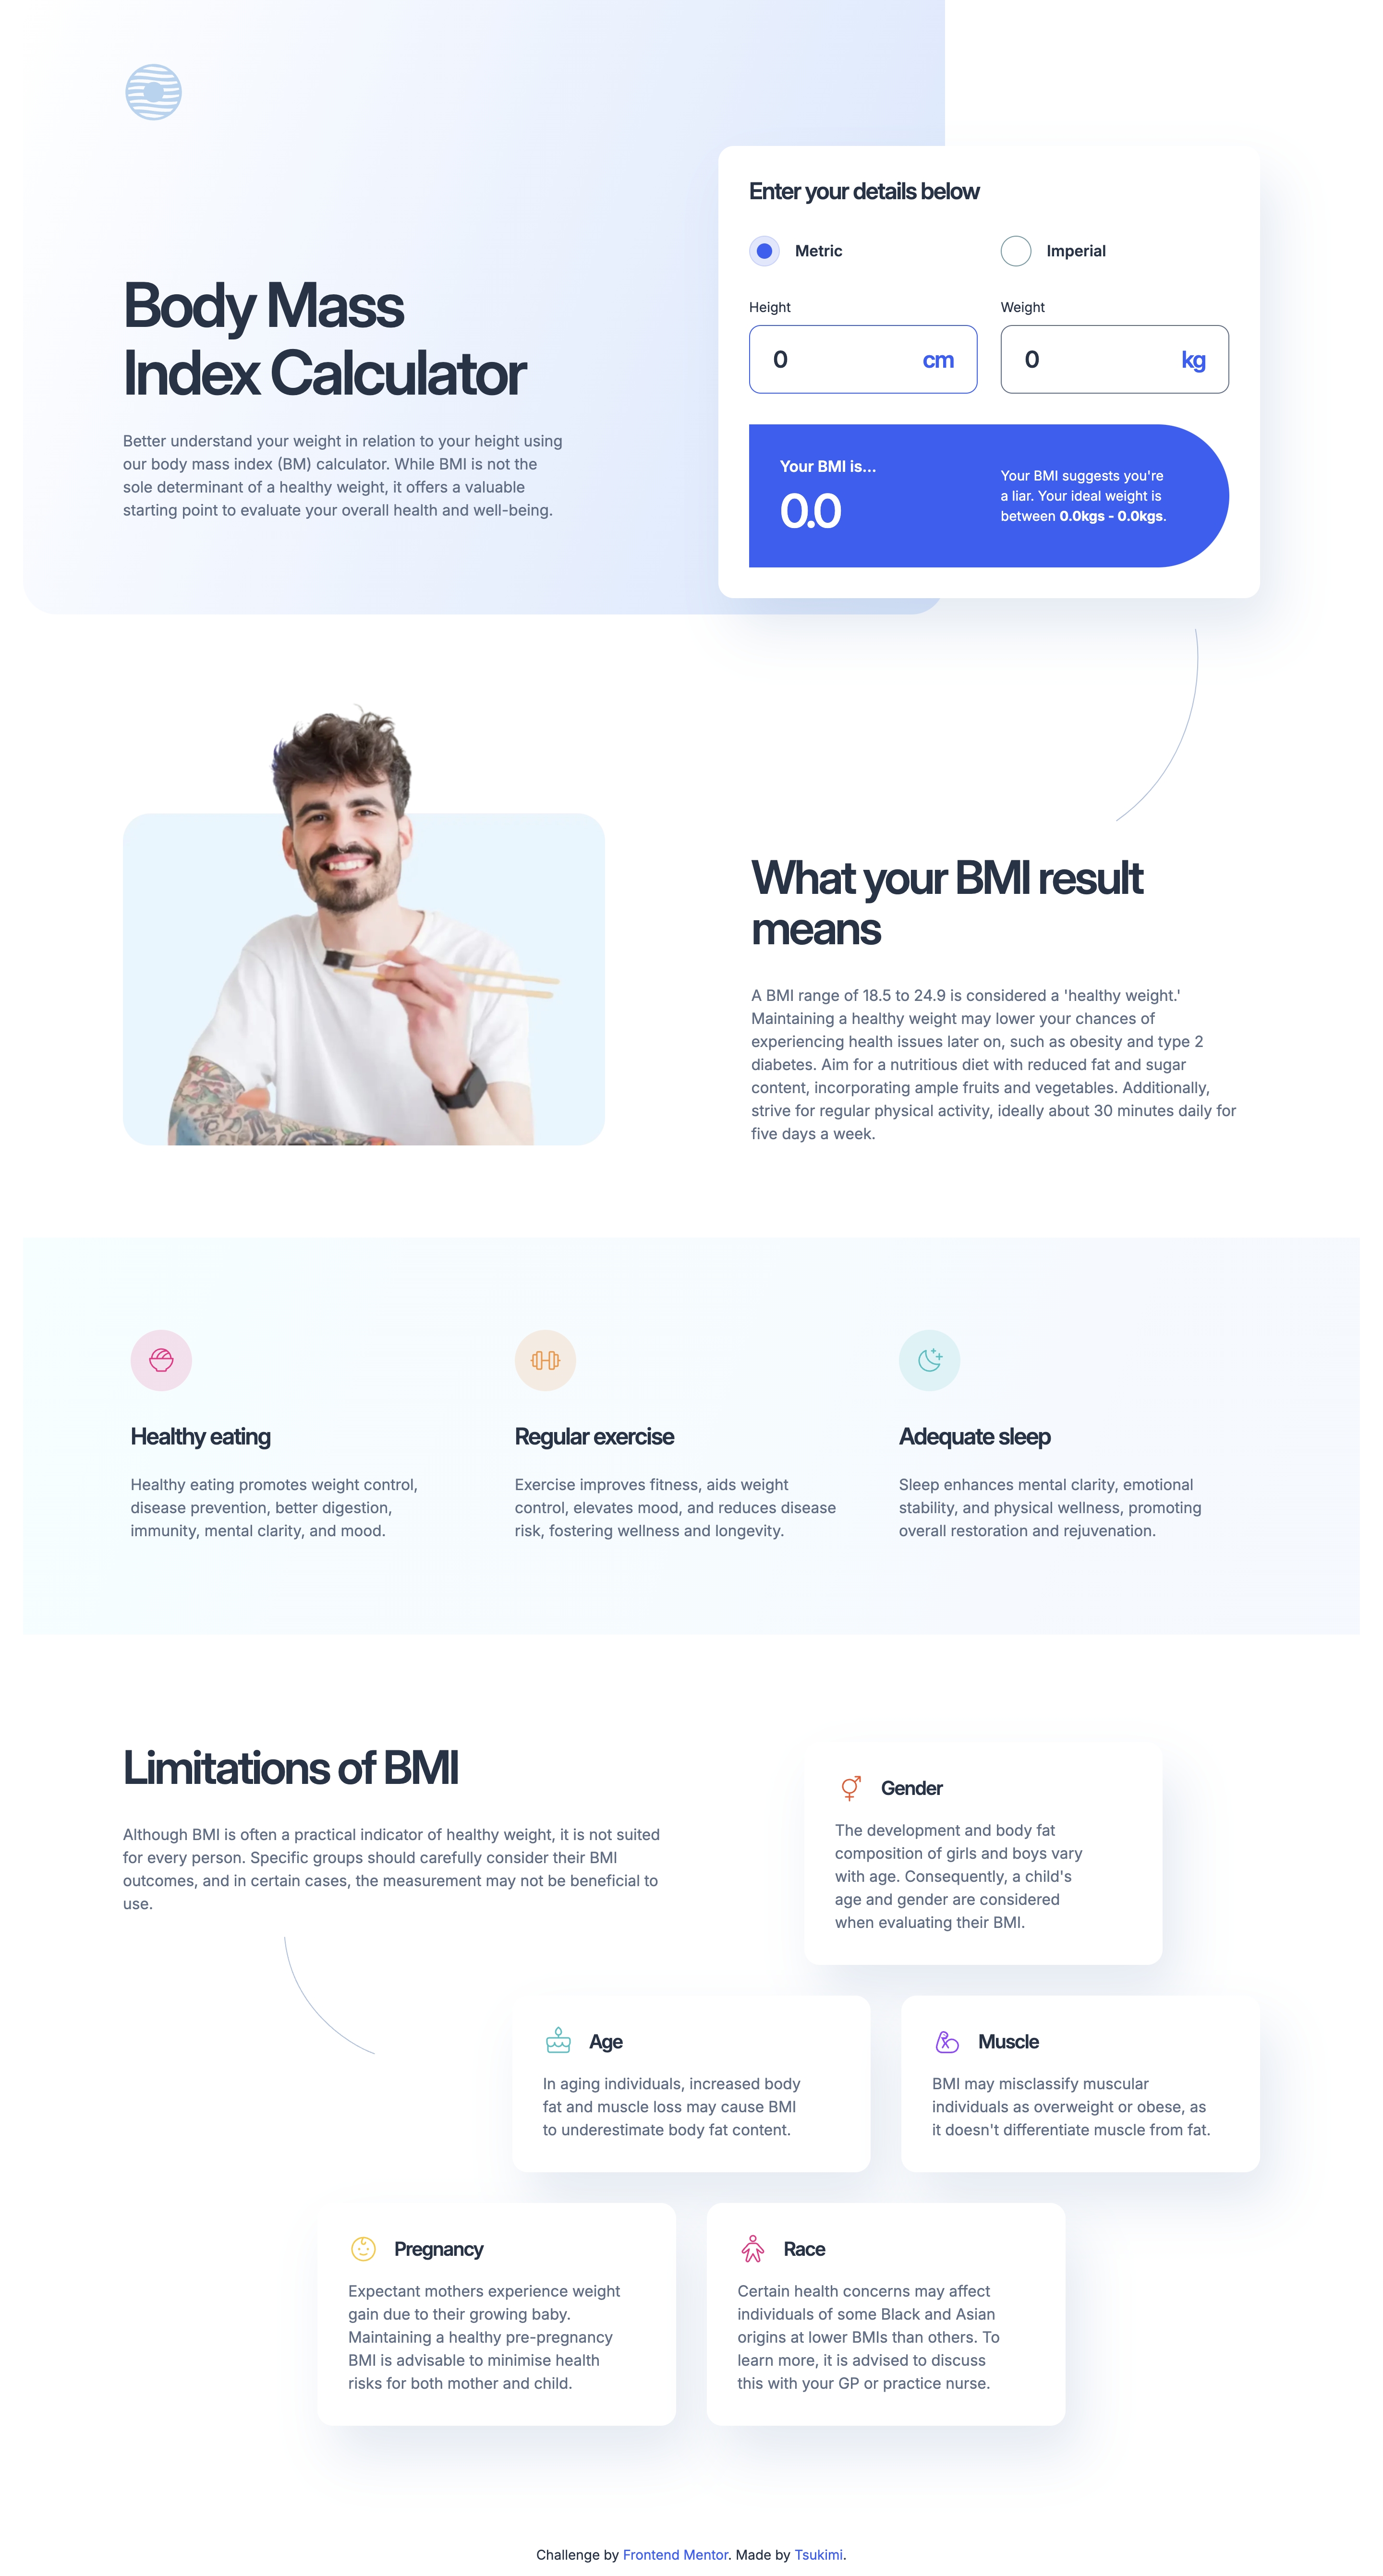 Body Mass
Index Calculator
Better understand your weight in relation to your height using
our body mass index (BM) calculator. While BMI is not the
sole determinant of a healthy weight, it offers a valuable
starting point to evaluate your overall health and well-being.
Enter your details below
Metric
Imperial
Height
Weight
0 cm
0 kg
Your BMI is...
0.0
Your BMI suggests you're
a liar. Your ideal weight is
between 0.0kgs - 0.0kgs.
What your BMI result
means
A BMI range of 18.5 to 24.9 is considered a 'healthy weight.'
Maintaining a healthy weight may lower your chances of
experiencing health issues later on, such as obesity and type 2
diabetes. Aim for a nutritious diet with reduced fat and sugar
content, incorporating ample fruits and vegetables. Additionally,
strive for regular physical activity, ideally about 30 minutes daily for
five days a week.
Healthy eating
Healthy eating promotes weight control,
disease prevention, better digestion,
immunity, mental clarity, and mood.
Regular exercise
Exercise improves fitness, aids weight
control, elevates mood, and reduces disease
risk, fostering wellness and longevity.
Adequate sleep
Sleep enhances mental clarity, emotional
stability, and physical wellness, promoting
overall restoration and rejuvenation.
Limitations of BMI
Although BMI is often a practical indicator of healthy weight, it is not suited
for every person. Specific groups should carefully consider their BMI
outcomes, and in certain cases, the measurement may not be beneficial to
use.
Gender
The development and body fat
composition of girls and boys vary
with age. Consequently, a child's
age and gender are considered
when evaluating their BMI.
Age
In aging individuals, increased body
fat and muscle loss may cause BMI
to underestimate body fat content.
Muscle
BMI may misclassify muscular
individuals as overweight or obese, as
it doesn't differentiate muscle from fat.
Pregnancy
Expectant mothers experience weight
gain due to their growing baby.
Maintaining a healthy pre-pregnancy
BMI is advisable to minimise health
risks for both mother and child.
Race
Certain health concerns may affect
individuals of some Black and Asian
origins at lower BMIs than others. To
learn more, it is advised to discuss
this with your GP or practice nurse.
Challenge by Frontend Mentor. Made by Tsukimi.